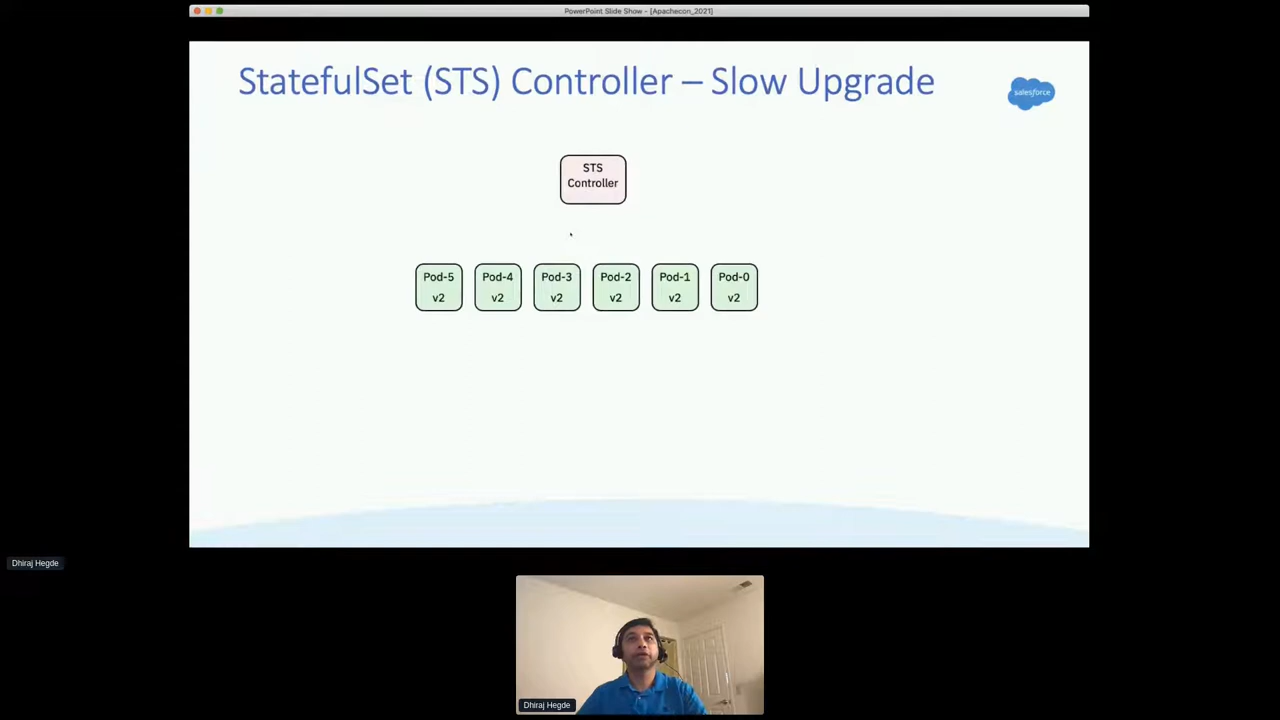 PowerPoint Slide Show - [Apachecon_2021]
StatefulSet (STS) Controller – Slow Upgrade
salesforce
STS
Controller
Pod-5 Pod-4 Pod-3 Pod-2 Pod-1 Pod-0
v2 v2 v2 v2 v2 v2
Dhiraj Hegde
Dhiraj Hegde